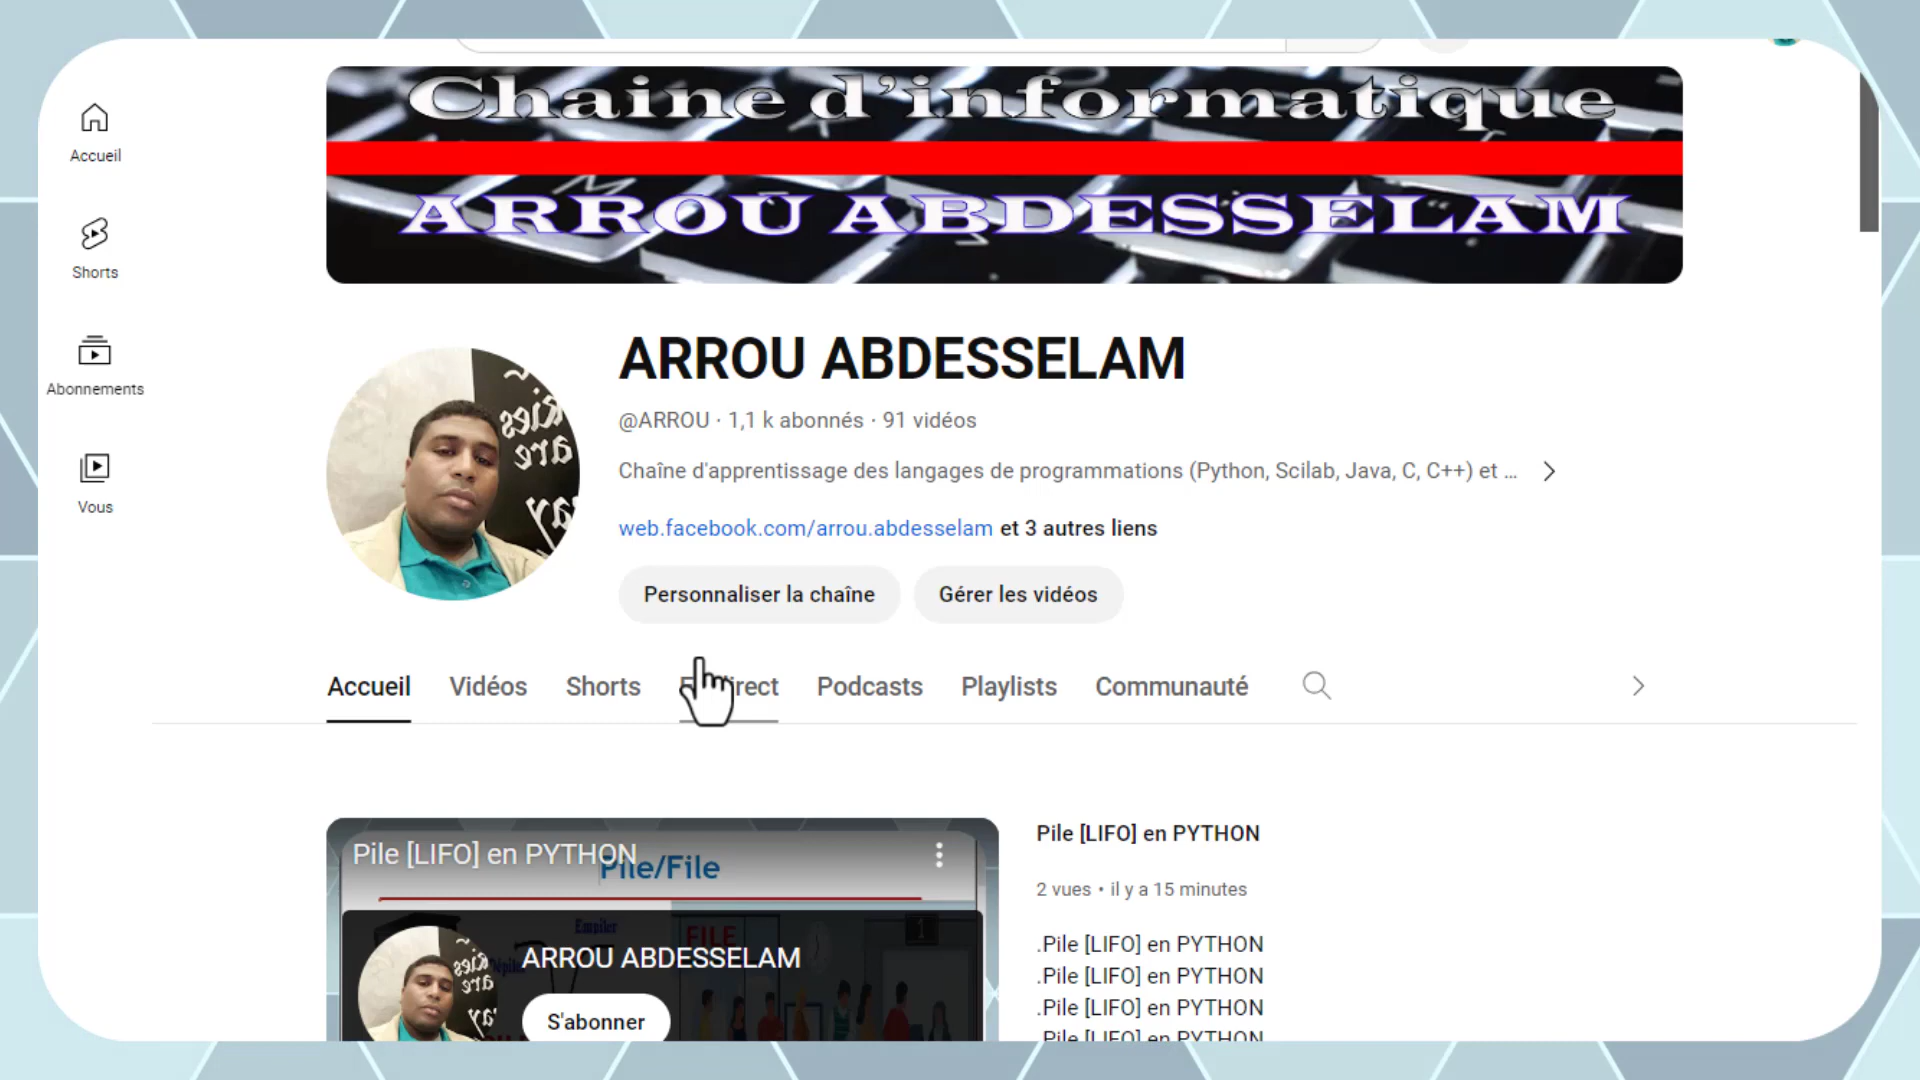 Chaine d'informatique
ARROU ABDESSELAM
Accueil
Shorts
Abonnements
Vous
ARROU ABDESSELAM
@ARROU · 1,1 k abonnés · 91 vidéos
Chaîne d'apprentissage des langages de programmations (Python, Scilab, Java, C, C++) et ...
web.facebook.com/arrou.abdesselam et 3 autres liens
Personnaliser la chaîne
Gérer les vidéos
Accueil Vidéos Shorts Podcasts Playlists Communauté
Pile [LIFO] en PYTHON
Pile/File
Empiler
FILE
ARROU ABDESSELAM
S'abonner
Pile [LIFO] en PYTHON
2 vues • il y a 15 minutes
.Pile [LIFO] en PYTHON
.Pile [LIFO] en PYTHON
.Pile [LIFO] en PYTHON
.Pile [LIFO] en PYTHON